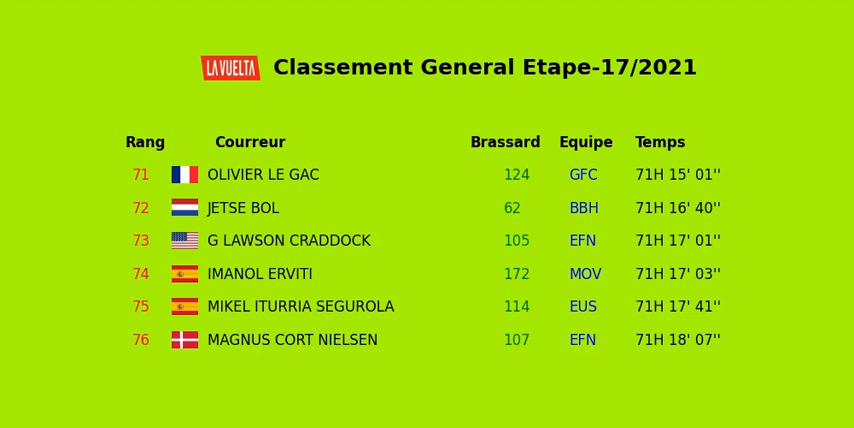 LA VUELTA Classement General Etape-17/2021
Rang Courreur Brassard Equipe Temps
71 OLIVIER LE GAC 124 GFC 71H 15' 01''
72 JETSE BOL 62 BBH 71H 16' 40''
73 G LAWSON CRADDOCK 105 EFN 71H 17' 01''
74 IMANOL ERVITI 172 MOV 71H 17' 03''
75 MIKEL ITURRIA SEGUROLA 114 EUS 71H 17' 41''
76 MAGNUS CORT NIELSEN 107 EFN 71H 18' 07''